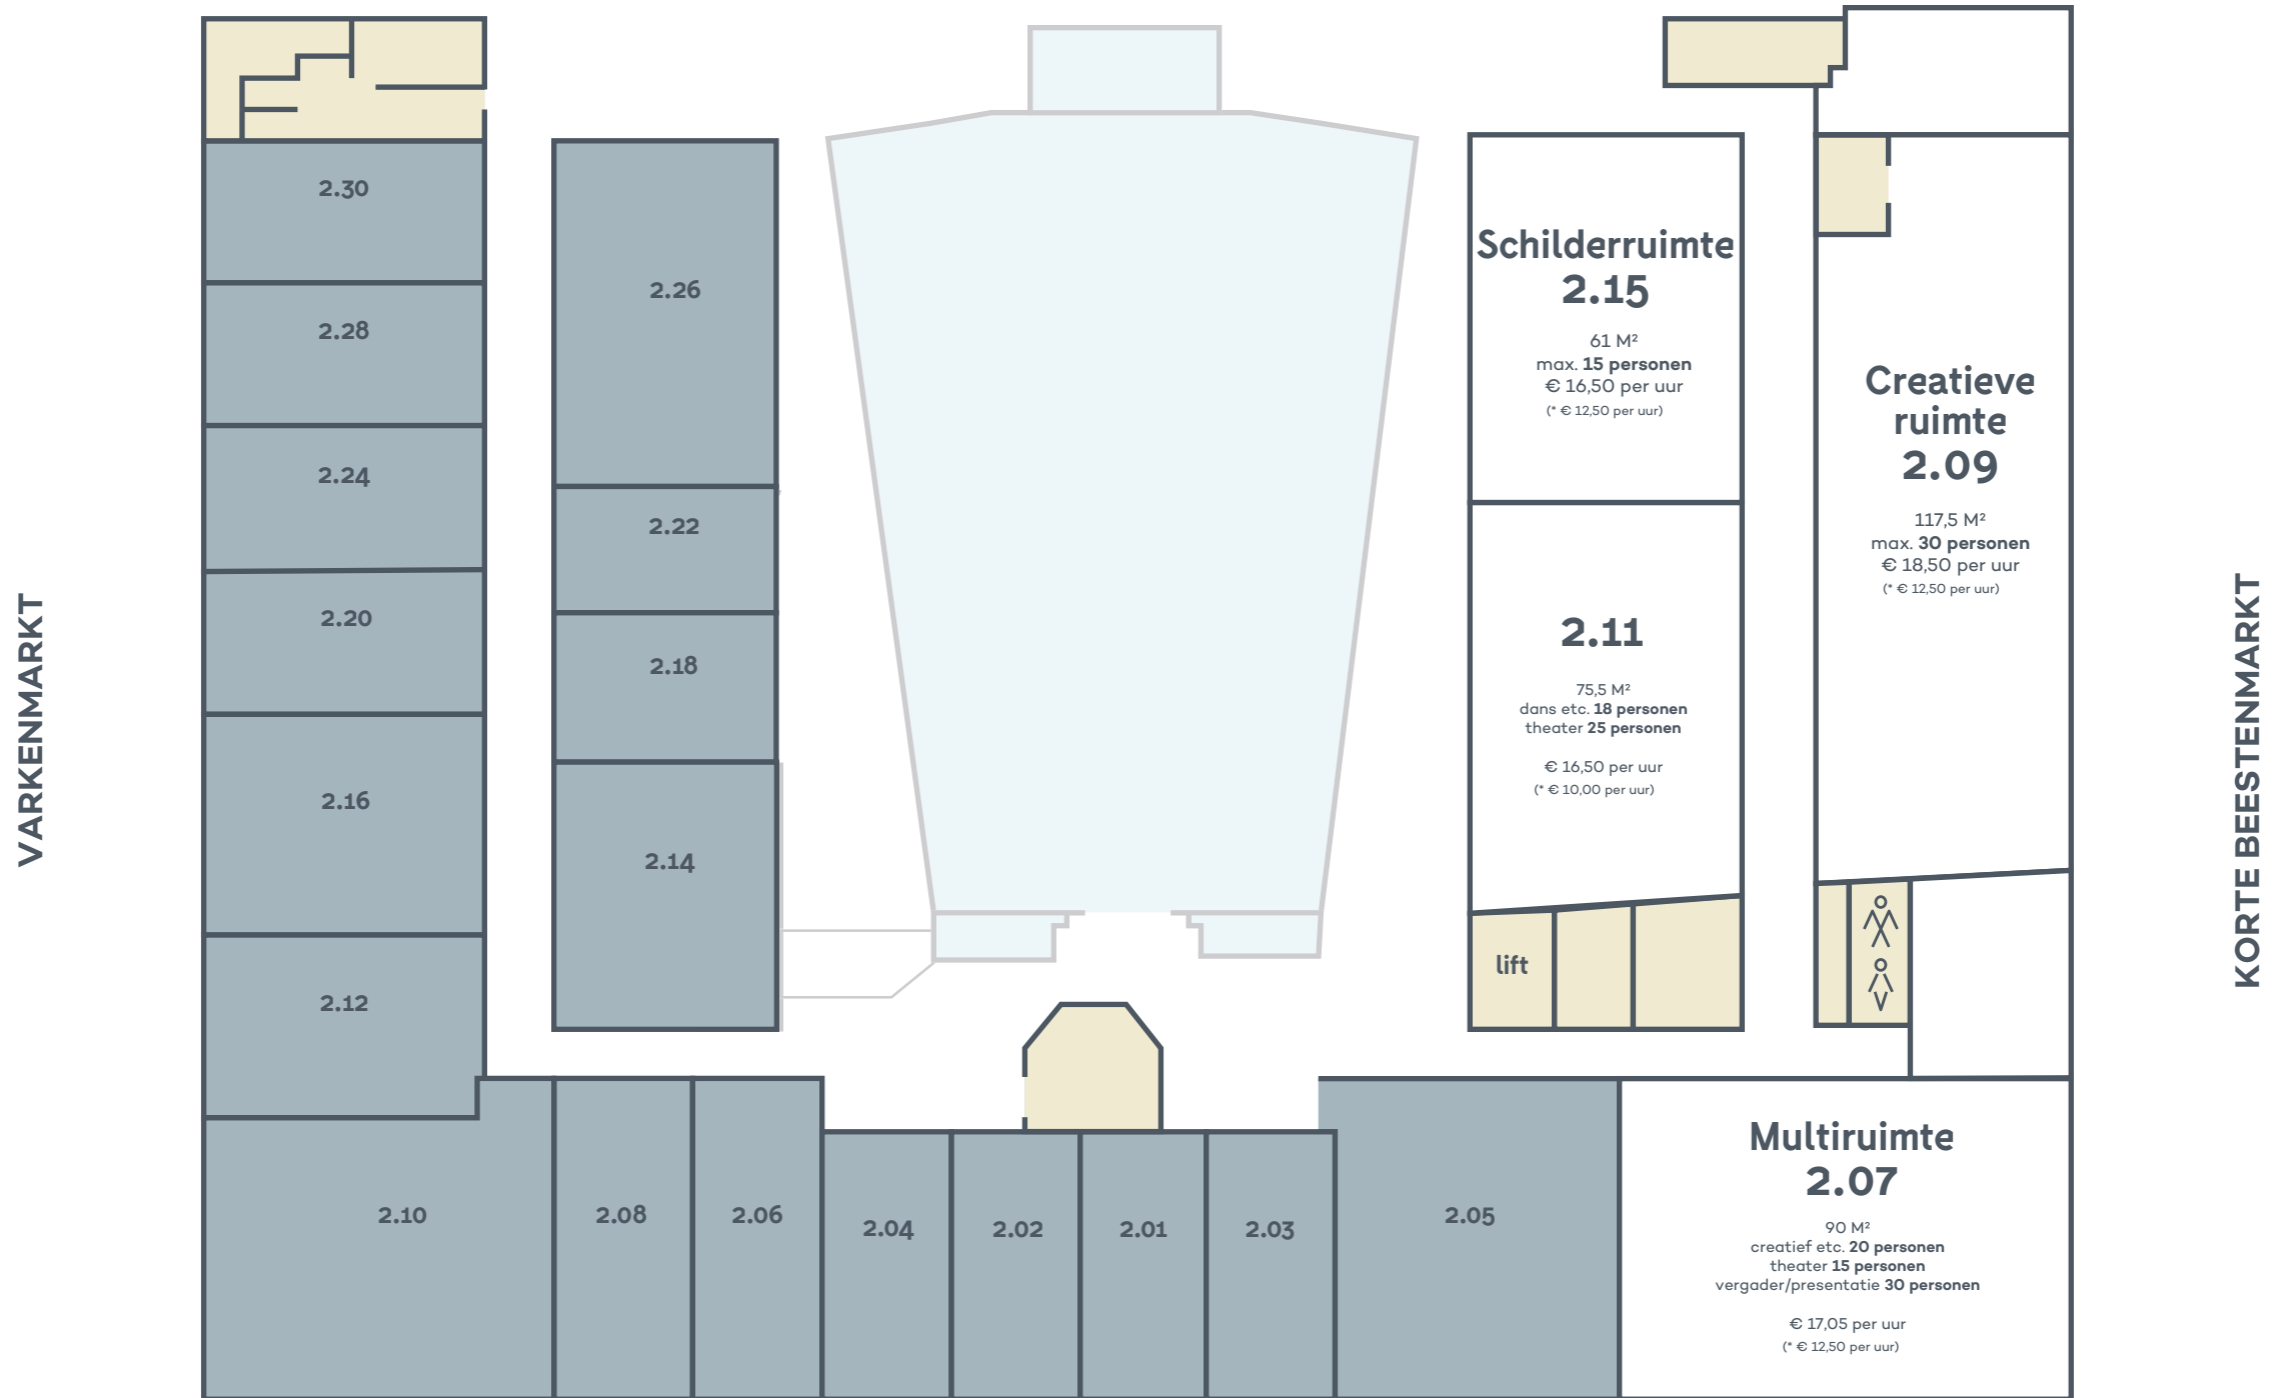 VARKENMARKT
2.30
2.28
2.24
2.20
2.16
2.12
2.10
2.26
2.22
2.18
2.14
2.08
2.06
2.04
2.02
2.01
2.03
2.05
Schilderruimte
2.15
61 M²
max. 15 personen
€ 16,50 per uur
(* € 12,50 per uur)
2.11
75,5 M²
dans etc. 18 personen
theater 25 personen
€ 16,50 per uur
(* € 10,00 per uur)
lift
Creatieve
ruimte
2.09
117,5 M²
max. 30 personen
€ 18,50 per uur
(* € 12,50 per uur)
Multiruimte
2.07
90 M²
creatief etc. 20 personen
theater 15 personen
vergader/presentatie 30 personen
€ 17,05 per uur
(* € 12,50 per uur)
KORTE BEESTENMARKT